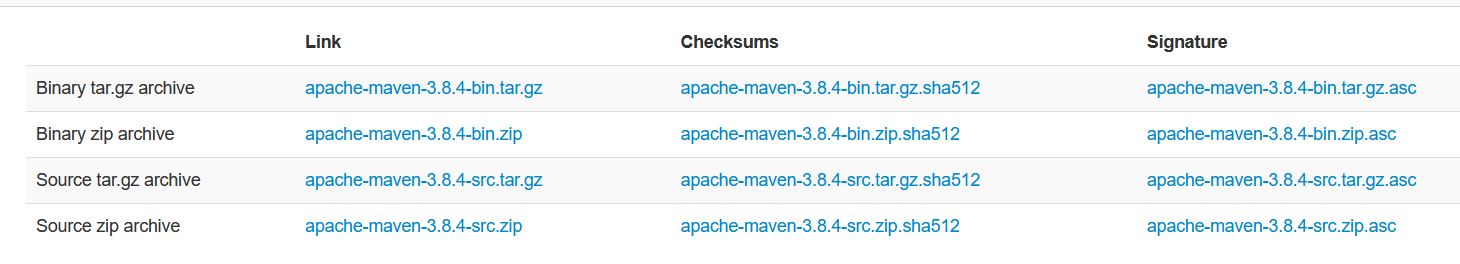 Link Checksums Signature
Binary tar.gz archive apache-maven-3.8.4-bin.tar.gz apache-maven-3.8.4-bin.tar.gz.sha512 apache-maven-3.8.4-bin.tar.gz.asc
Binary zip archive apache-maven-3.8.4-bin.zip apache-maven-3.8.4-bin.zip.sha512 apache-maven-3.8.4-bin.zip.asc
Source tar.gz archive apache-maven-3.8.4-src.tar.gz apache-maven-3.8.4-src.tar.gz.sha512 apache-maven-3.8.4-src.tar.gz.asc
Source zip archive apache-maven-3.8.4-src.zip apache-maven-3.8.4-src.zip.sha512 apache-maven-3.8.4-src.zip.asc